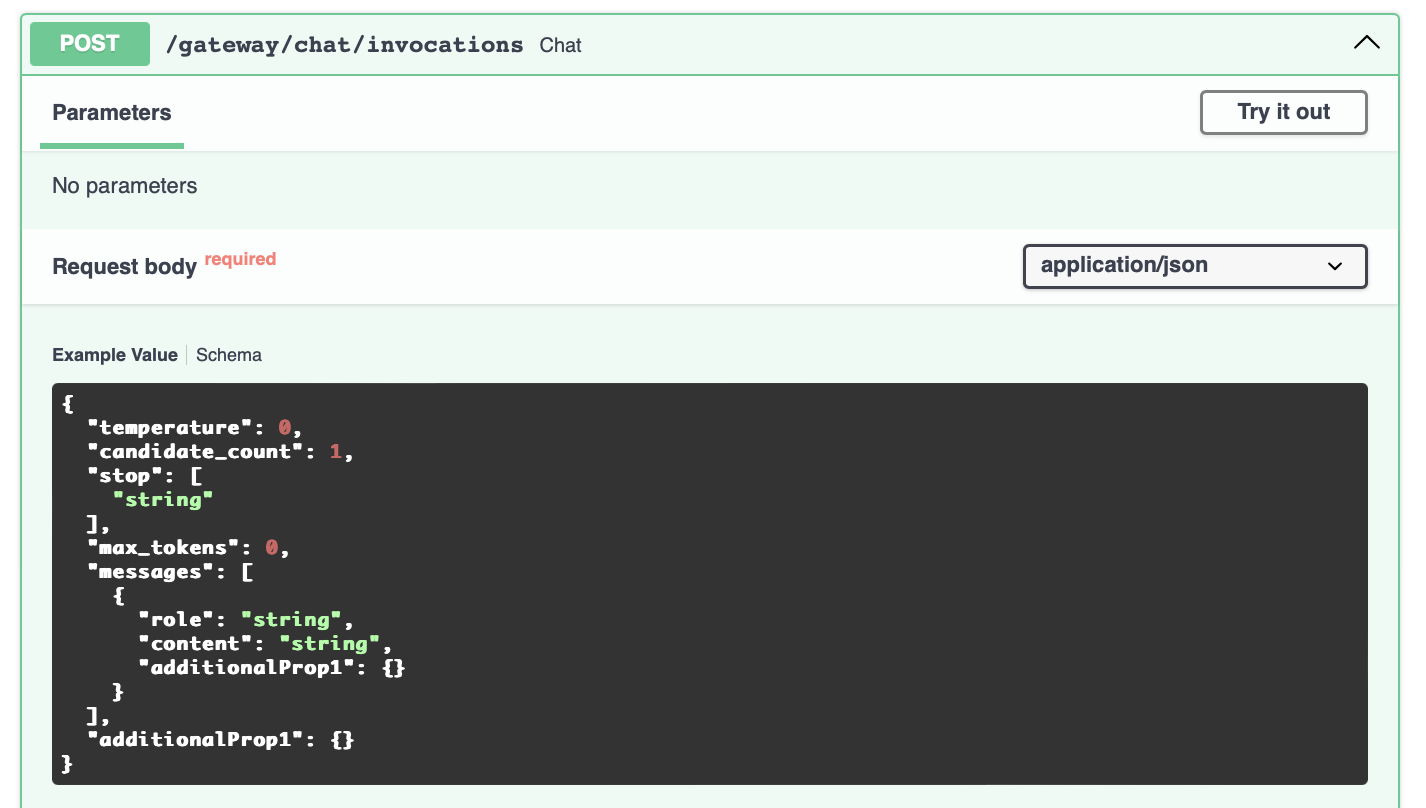 POST /gateway/chat/invocations Chat
Parameters
Try it out
No parameters
Request body required
application/json
Example Value Schema
{
  "temperature": 0,
  "candidate_count": 1,
  "stop": [
    "string"
  ],
  "max_tokens": 0,
  "messages": [
    {
      "role": "string",
      "content": "string",
      "additionalProp1": {}
    }
  ],
  "additionalProp1": {}
}